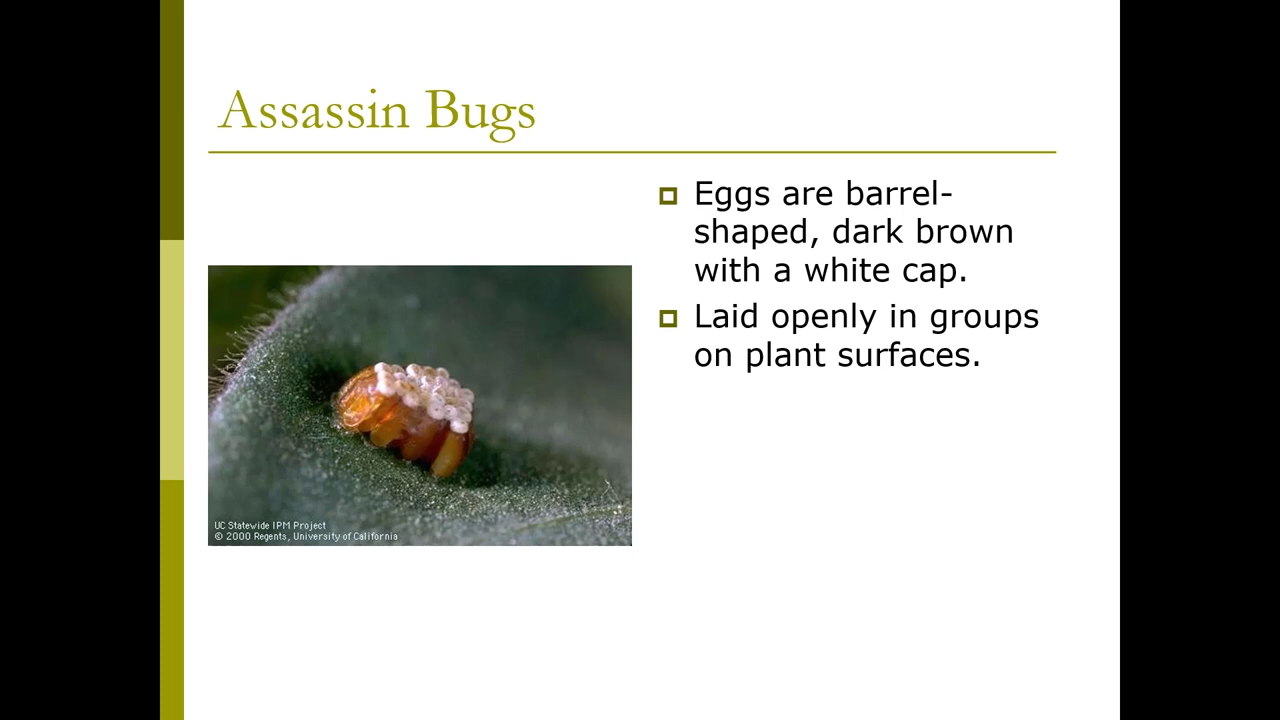 Assassin Bugs
Eggs are barrel-
shaped, dark brown
with a white cap.
Laid openly in groups
on plant surfaces.
UC Statewide IPM Project
© 2000 Regents, University of California